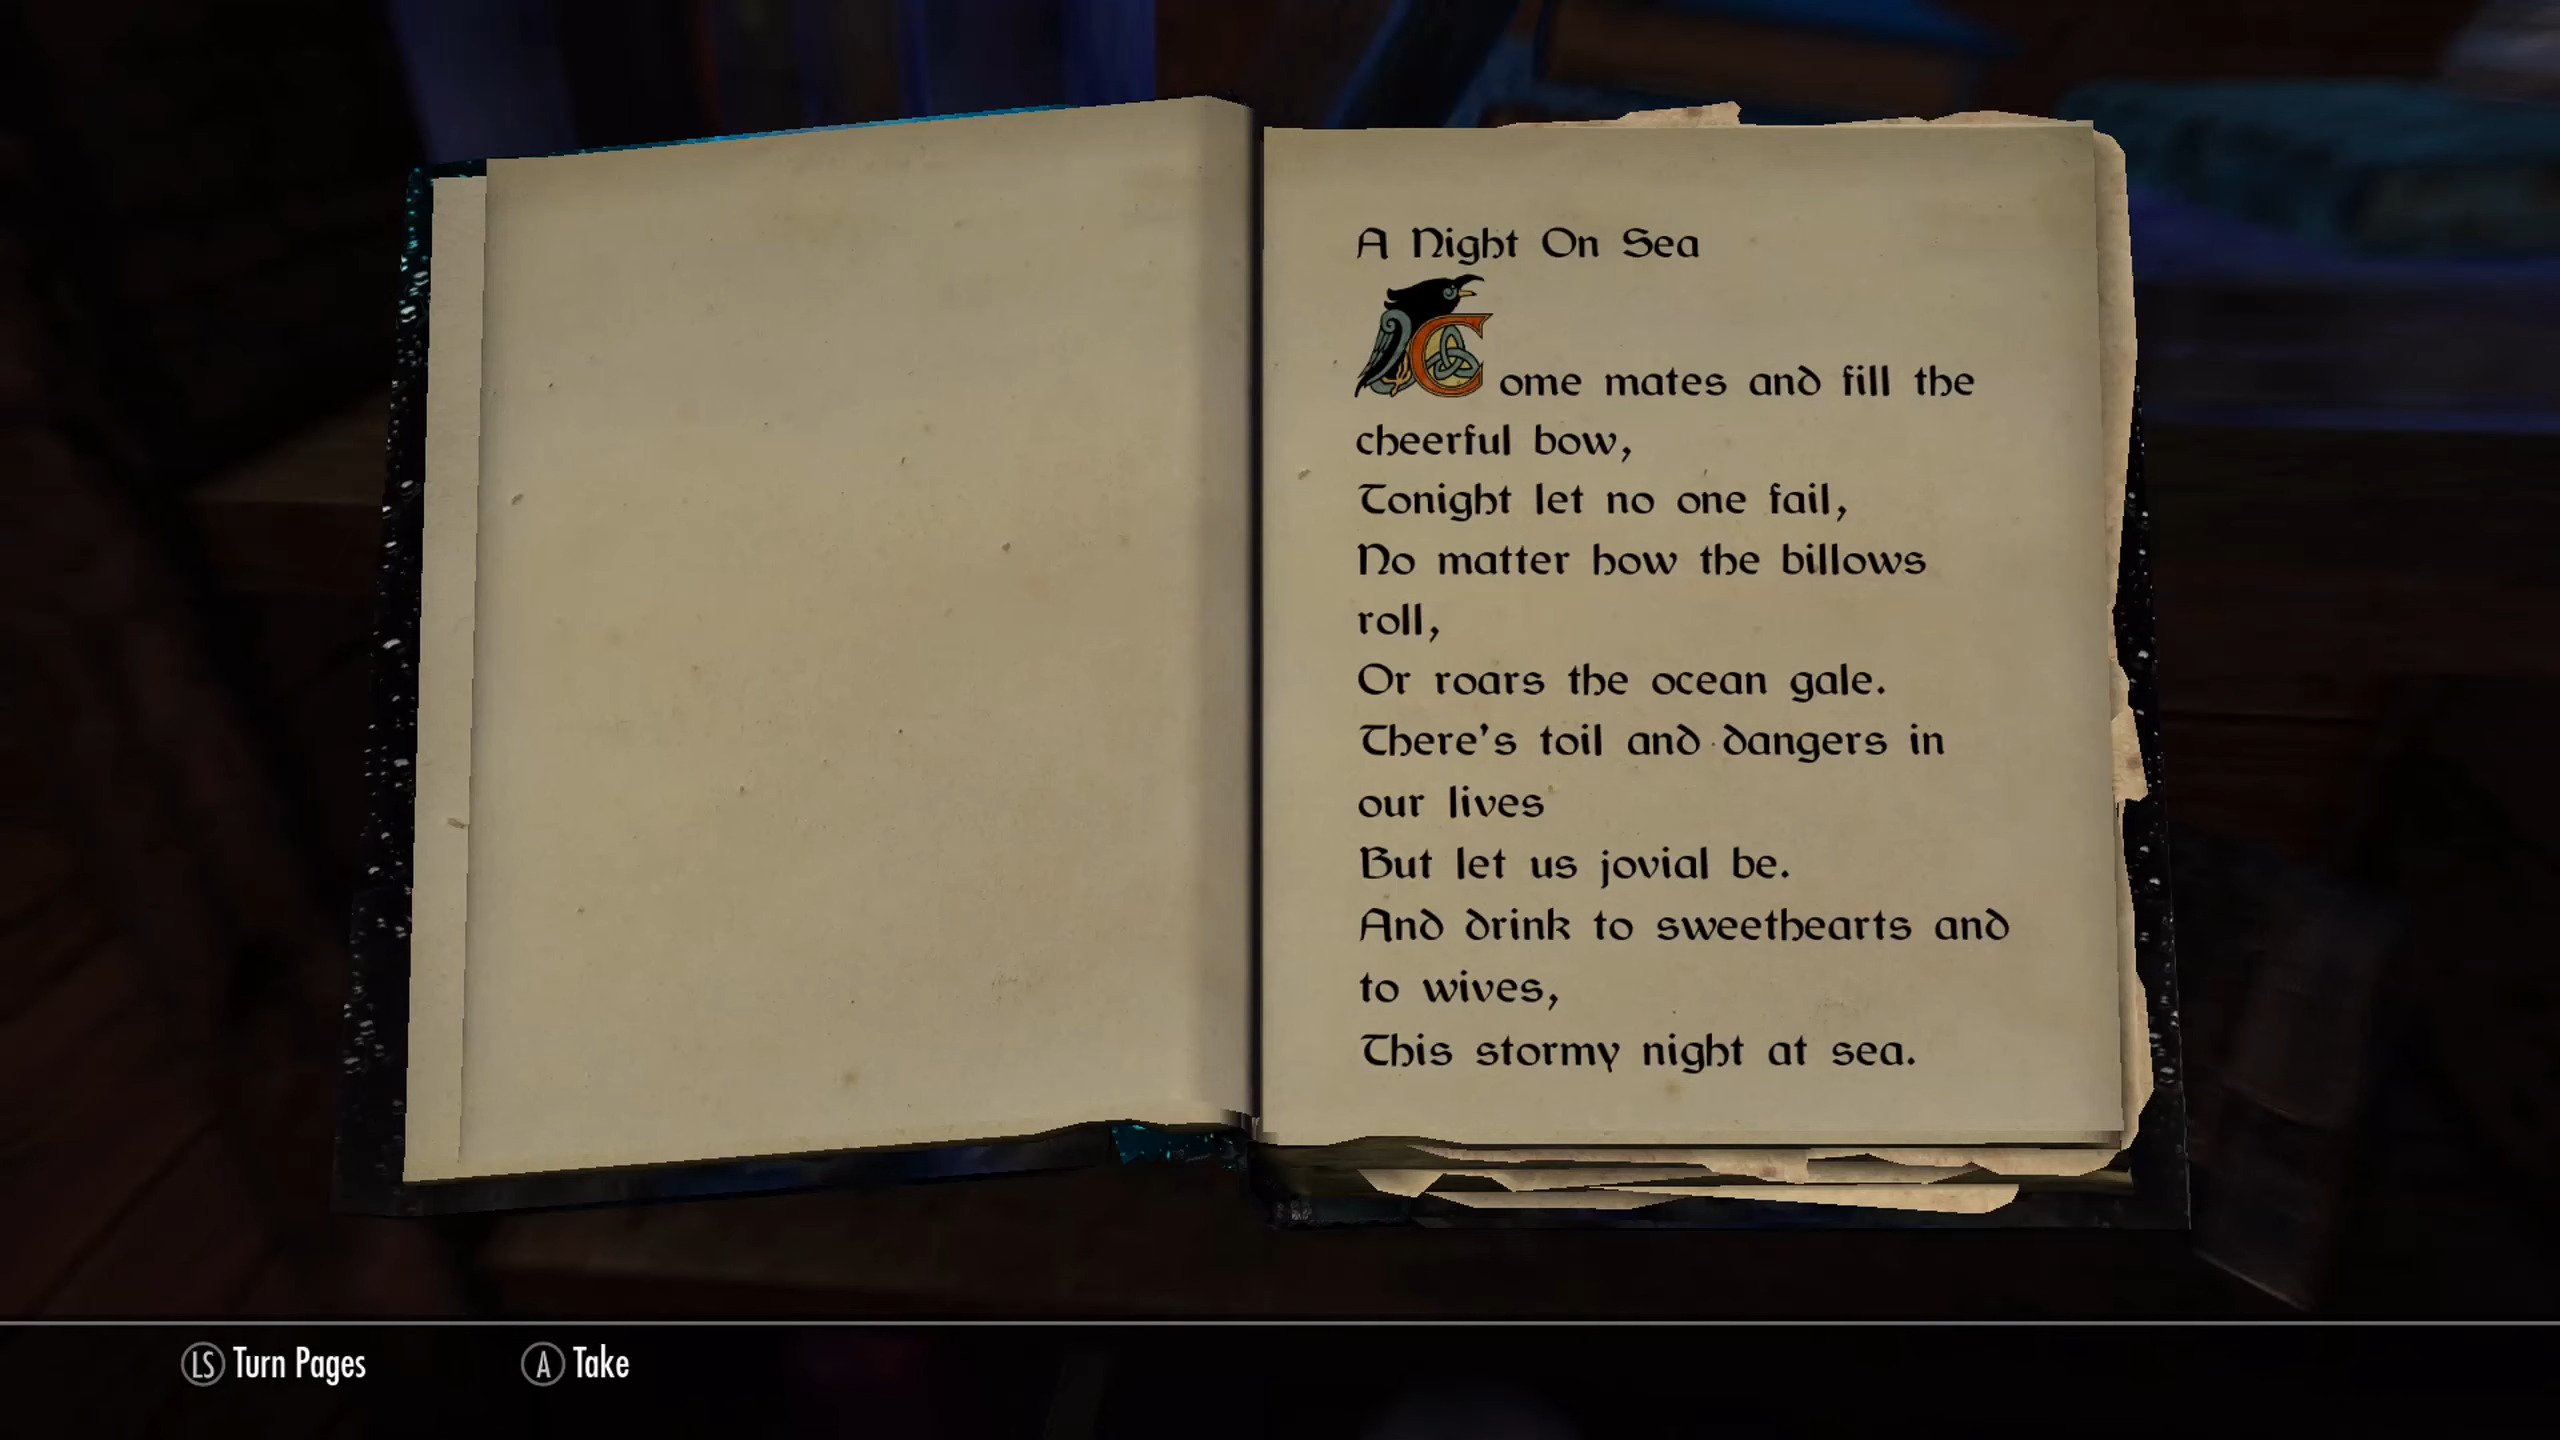 A Night On Sea
Come mates and fill the
cheerful bow,
Tonight let no one fail,
No matter how the billows
roll,
Or roars the ocean gale.
There's toil and dangers in
our lives
But let us jovial be.
And drink to sweethearts and
to wives,
This stormy night at sea.
LS Turn Pages
A Take